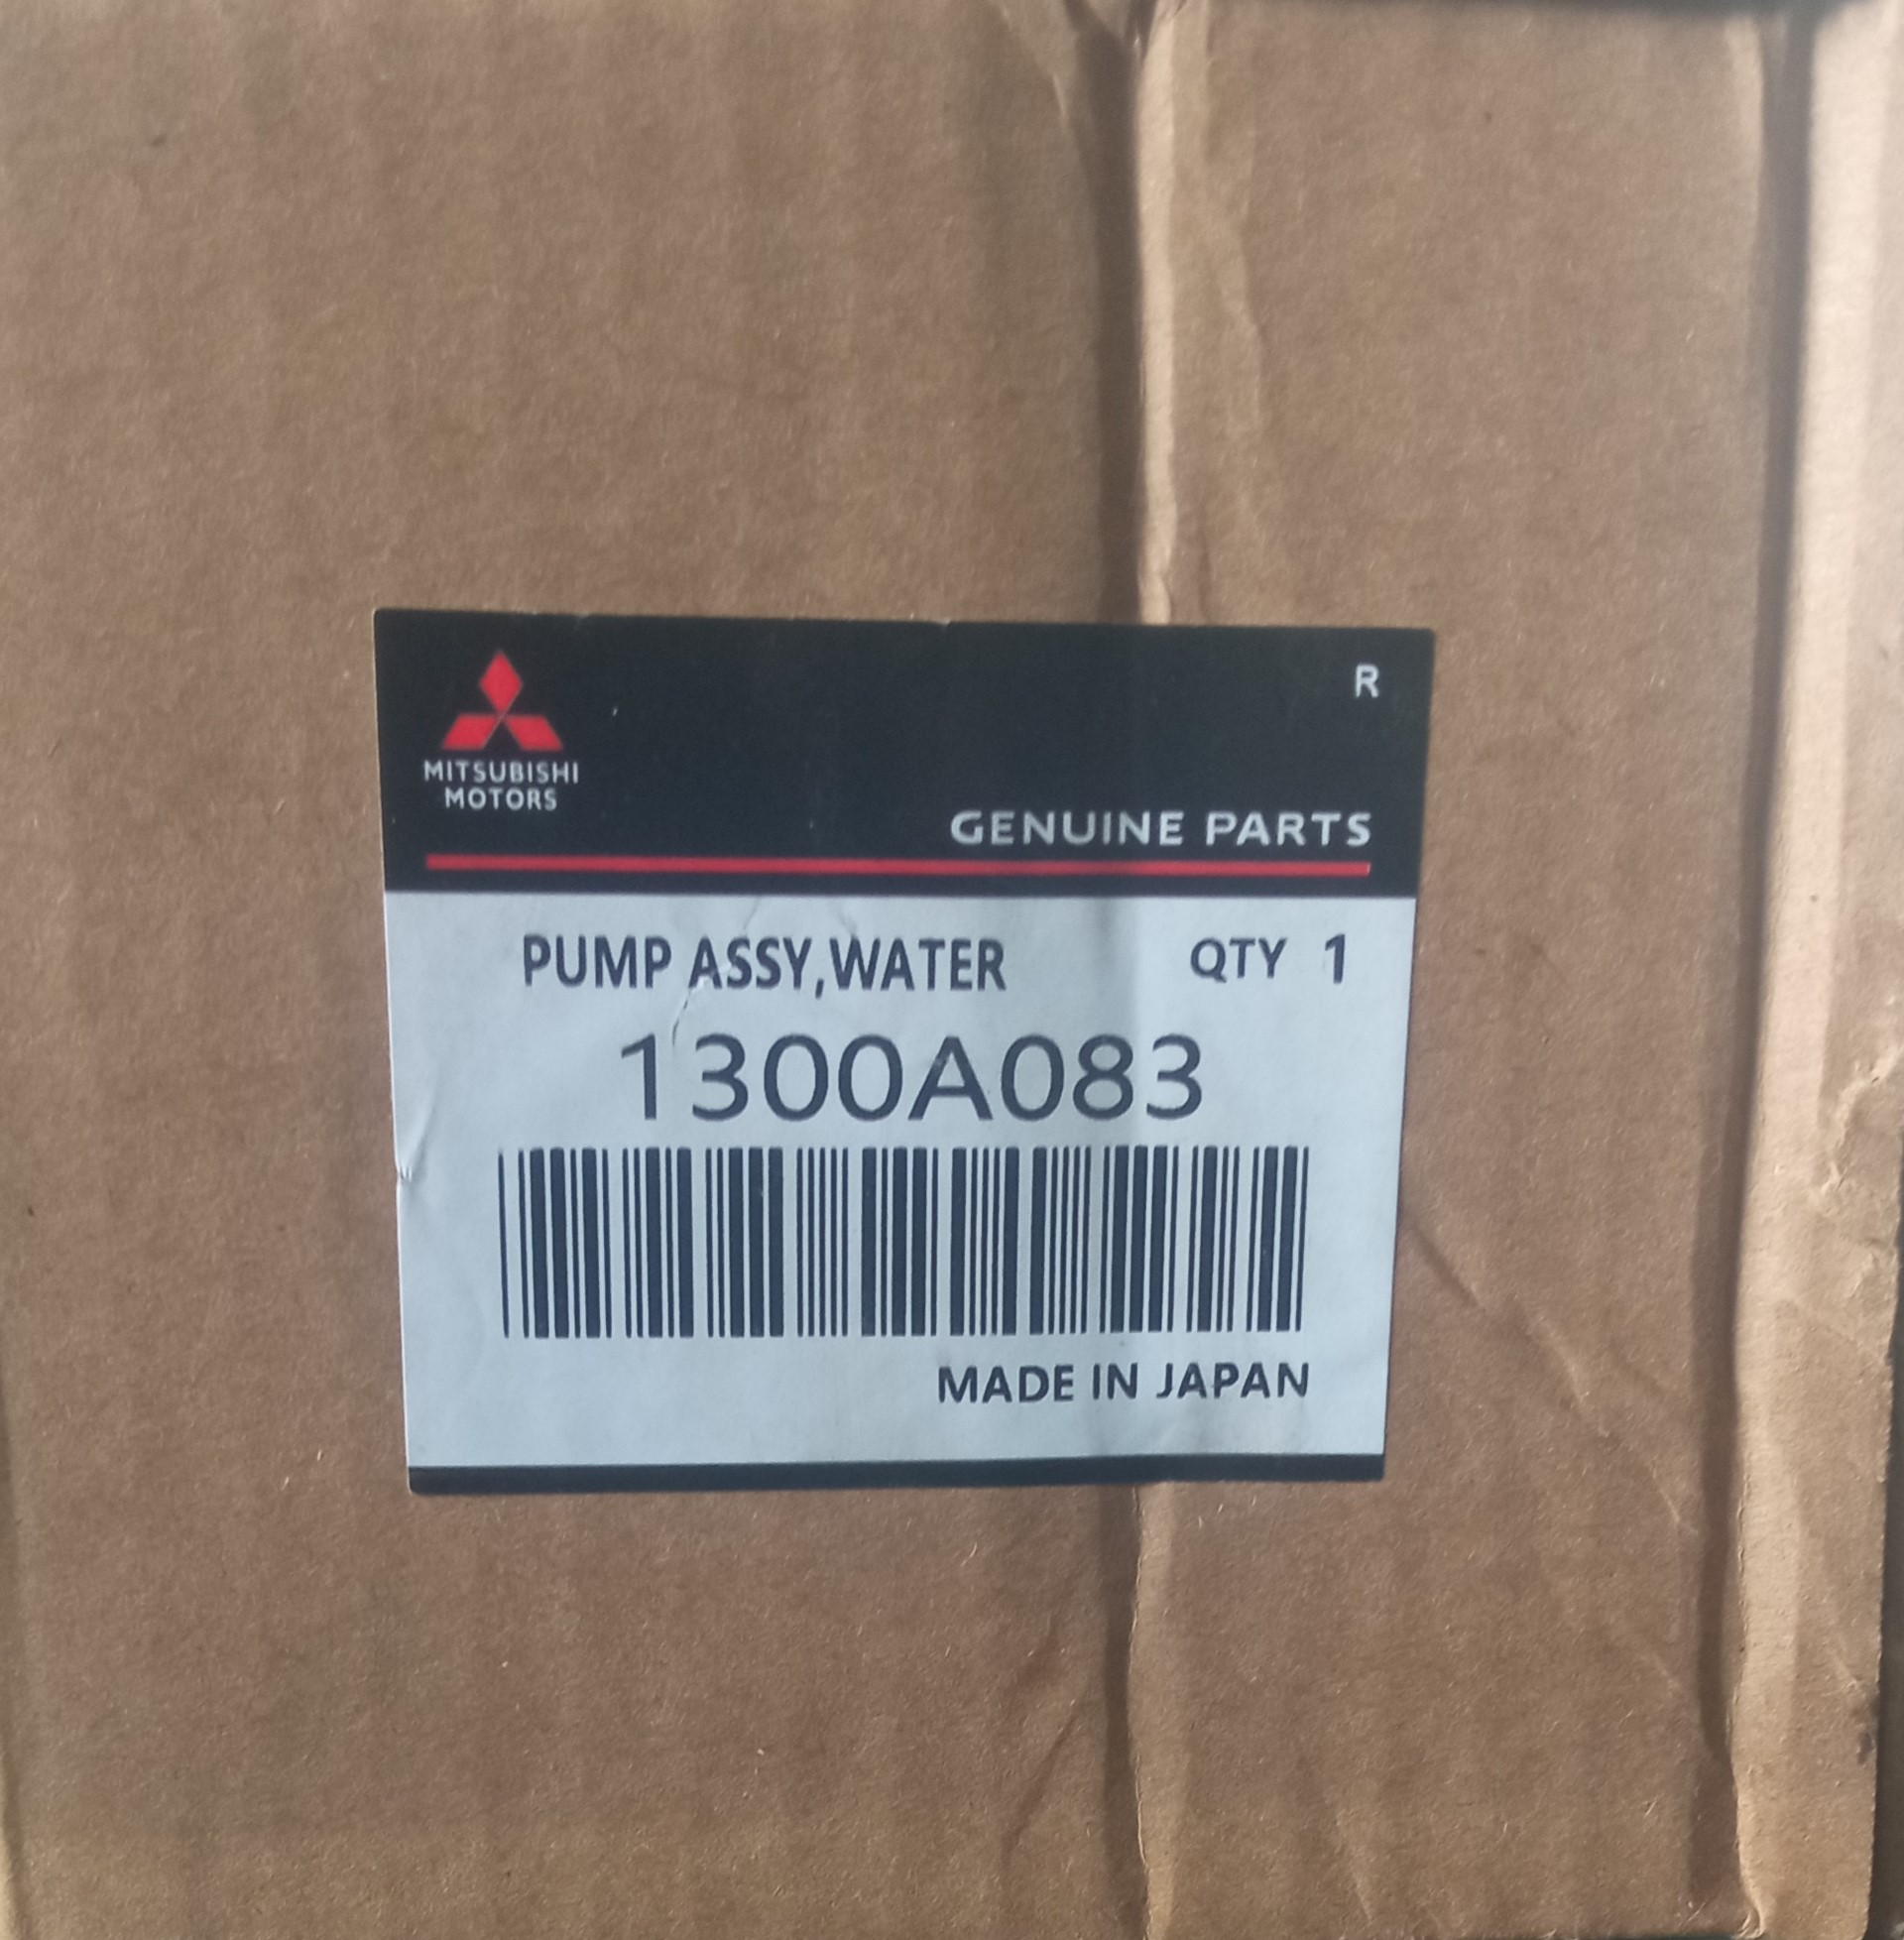 R
MITSUBISHI
MOTORS
GENUINE PARTS
PUMP ASSY,WATER QTY 1
1300A083
MADE IN JAPAN